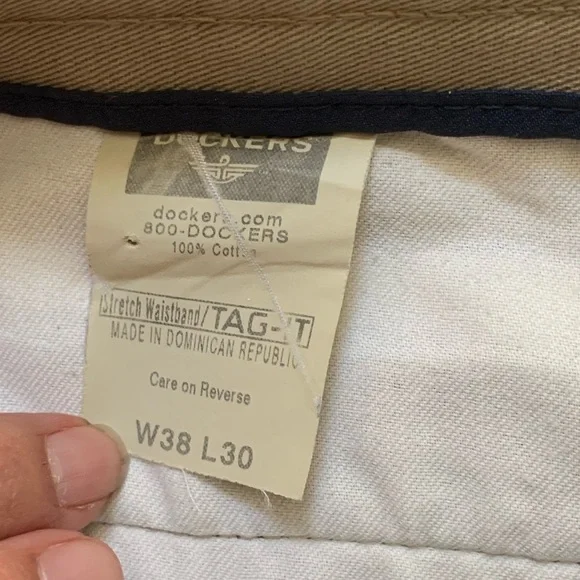 DOCKERS
dockers.com
800-DOCKERS
100% Cotton
Stretch Waistband/TAG-IT
MADE IN DOMINICAN REPUBLIC
Care on Reverse
W38 L30